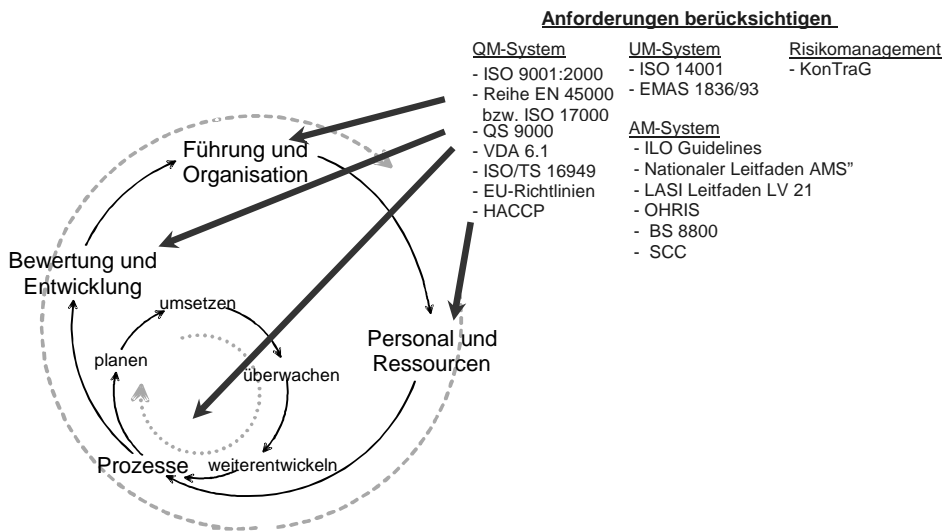 Anforderungen berücksichtigen
QM-System
- ISO 9001:2000
- Reihe EN 45000
bzw. ISO 17000
- QS 9000
- VDA 6.1
- ISO/TS 16949
- EU-Richtlinien
- HACCP
UM-System
- ISO 14001
- EMAS 1836/93
Risikomanagement
- KonTraG
AM-System
- ILO Guidelines
- Nationaler Leitfaden AMS”
- LASI Leitfaden LV 21
- OHRIS
- BS 8800
- SCC
Führung und
Organisation
Bewertung und
Entwicklung
umsetzen
planen
überwachen
Personal und
Ressourcen
Prozesse
weiterentwickeln